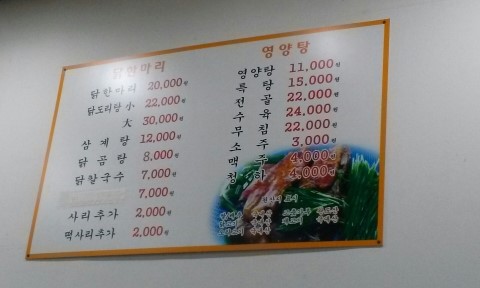 닭한마리
닭한마리 20,000원
닭도리탕 小 22,000원
大 30,000원
삼계탕 12,000원
닭곰탕 8,000원
닭칼국수 7,000원
7,000원
사리추가 2,000원
떡사리추가 2,000원
영양탕
영양탕 11,000원
특탕 15,000원
전골 22,000원
수육 24,000원
무침 22,000원
소주 3,000원
맥주 4,000원
청하 4,000원
원산지 표시